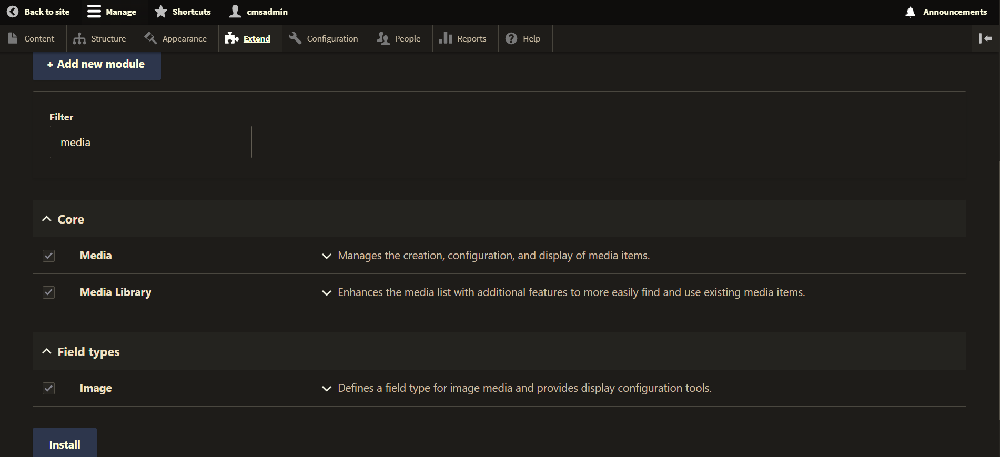 Back to site Manage Shortcuts cmsadmin Announcements
Content Structure Appearance Extend Configuration People Reports Help
+ Add new module
Filter
media
Core
Media Manages the creation, configuration, and display of media items.
Media Library Enhances the media list with additional features to more easily find and use existing media items.
Field types
Image Defines a field type for image media and provides display configuration tools.
Install